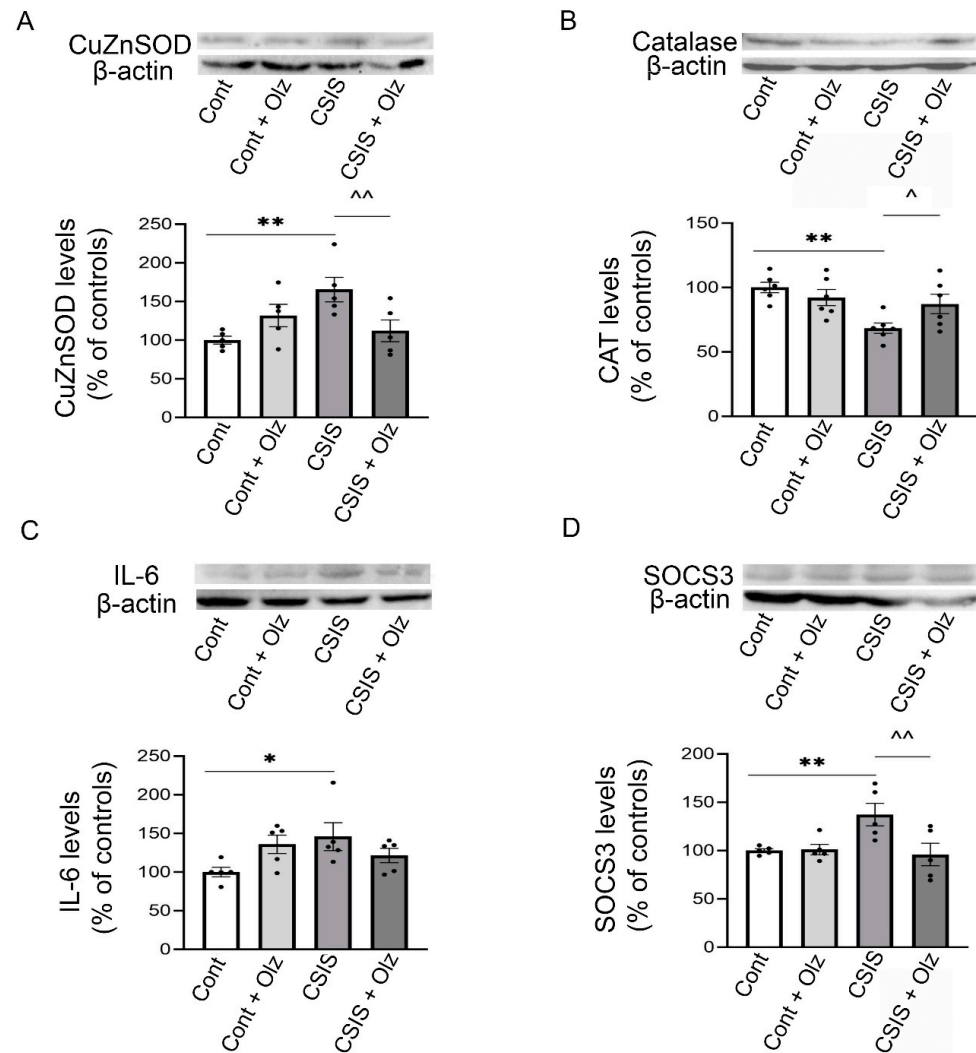 A
CuZnSOD
β-actin
Cont
Cont + Olz
CSIS
CSIS + Olz
^^
**
CuZnSOD levels
(% of controls)
250
200
150
100
50
0
Cont
Cont + Olz
CSIS
CSIS + Olz
B
Catalase
β-actin
Cont
Cont + Olz
CSIS
CSIS + Olz
^
**
CAT levels
(% of controls)
150
100
50
0
Cont
Cont + Olz
CSIS
CSIS + Olz
C
IL-6
β-actin
Cont
Cont + Olz
CSIS
CSIS + Olz
*
IL-6 levels
(% of controls)
250
200
150
100
50
0
Cont
Cont + Olz
CSIS
CSIS + Olz
D
SOCS3
β-actin
Cont
Cont + Olz
CSIS
CSIS + Olz
^^
**
SOCS3 levels
(% of controls)
200
150
100
50
0
Cont
Cont + Olz
CSIS
CSIS + Olz